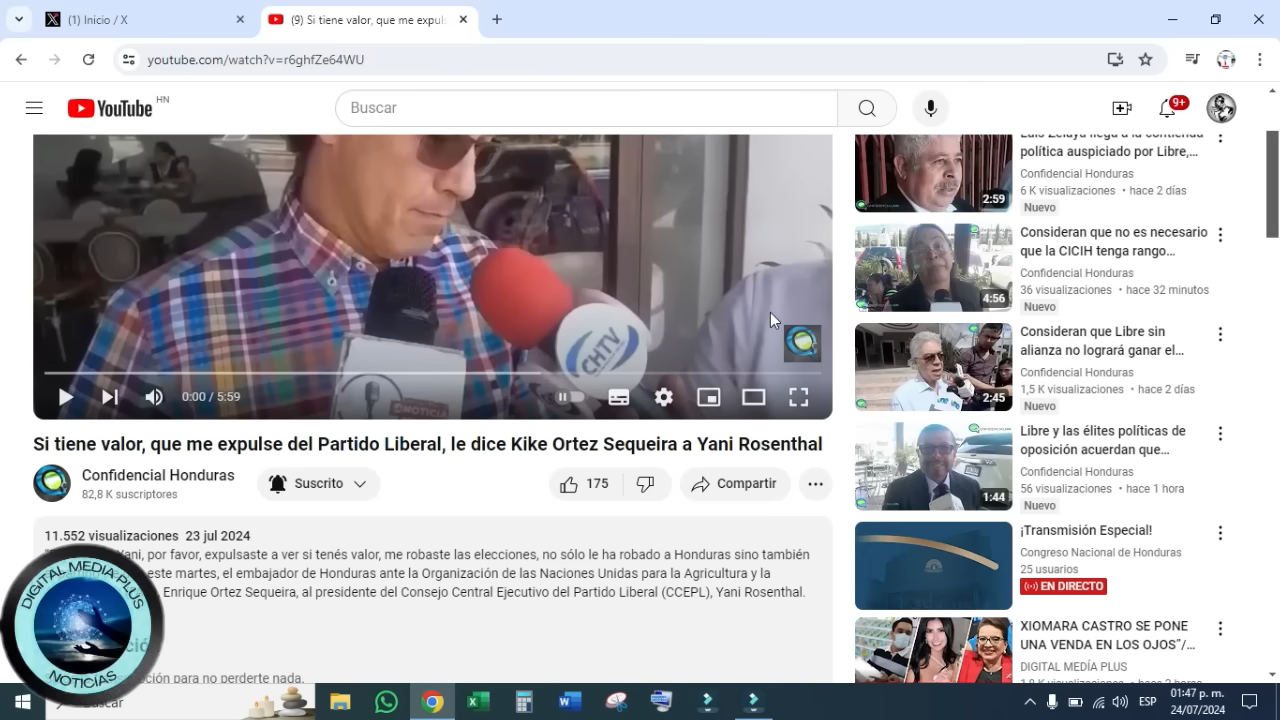 (1) Inicio / X
(9) Si tiene valor, que me expuls
youtube.com/watch?v=r6ghfZe64WU
YouTube HN
Buscar
9+
CHTV
NOTICIA
0:00 / 5:59
Si tiene valor, que me expulse del Partido Liberal, le dice Kike Ortez Sequeira a Yani Rosenthal
Confidencial Honduras
82,8 K suscriptores
Suscrito
175
Compartir
11.552 visualizaciones 23 jul 2024
Yani, por favor, expulsaste a ver si tenés valor, me robaste las elecciones, no sólo le ha robado a Honduras sino también
este martes, el embajador de Honduras ante la Organización de las Naciones Unidas para la Agricultura y la
Enrique Ortez Sequeira, al presidente del Consejo Central Ejecutivo del Partido Liberal (CCEPL), Yani Rosenthal.
para no perderte nada.
DIGITAL MEDIA PLUS
NOTICIAS
Luis Zelaya llega a la contienda
política auspiciado por Libre,...
Confidencial Honduras
6 K visualizaciones • hace 2 días
Nuevo
2:59
Consideran que no es necesario
que la CICIH tenga rango...
Confidencial Honduras
36 visualizaciones • hace 32 minutos
Nuevo
4:56
Consideran que Libre sin
alianza no logrará ganar el...
Confidencial Honduras
1,5 K visualizaciones • hace 2 días
Nuevo
2:45
Libre y las élites políticas de
oposición acuerdan que...
Confidencial Honduras
56 visualizaciones • hace 1 hora
Nuevo
1:44
¡Transmisión Especial!
Congreso Nacional de Honduras
25 usuarios
EN DIRECTO
XIOMARA CASTRO SE PONE
UNA VENDA EN LOS OJOS"/...
DIGITAL MEDÍA PLUS
Buscar
ESP
01:47 p. m.
24/07/2024